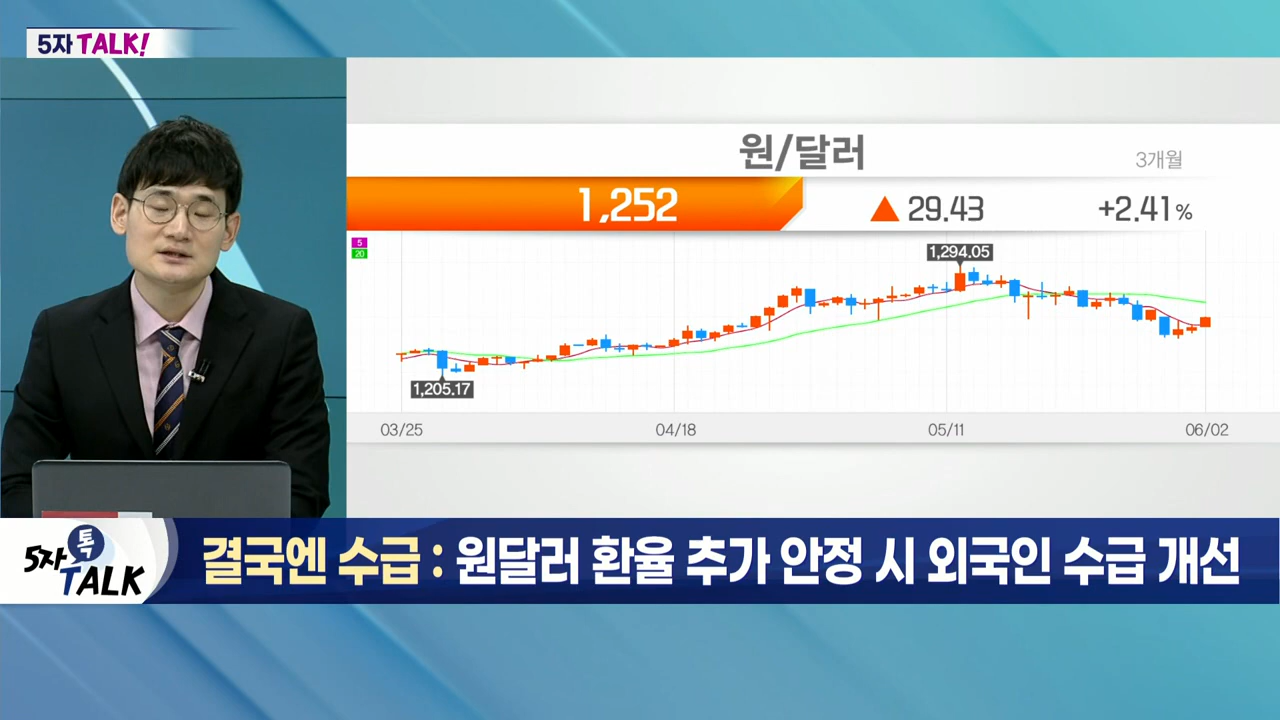 5자 TALK!
원/달러
3개월
1,252
▲ 29.43
+2.41%
5
20
1,294.05
1,205.17
03/25
04/18
05/11
06/02
5자 톡 TALK
결국엔 수급 : 원달러 환율 추가 안정 시 외국인 수급 개선